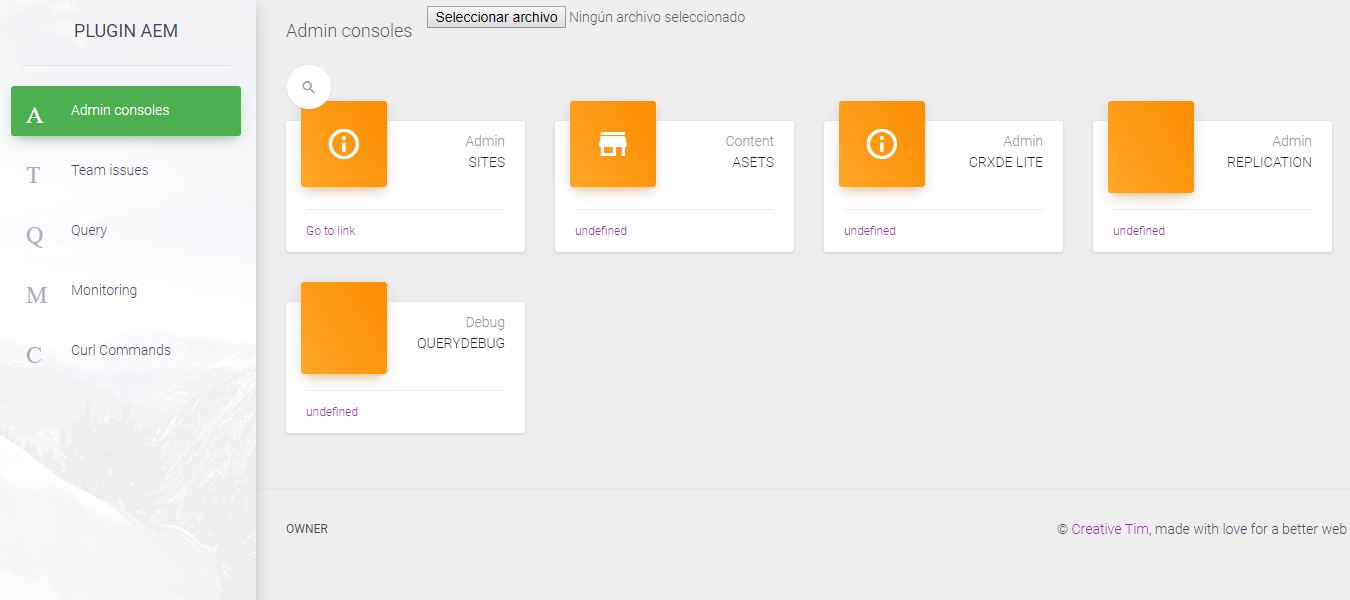 PLUGIN AEM
A Admin consoles
T Team issues
Q Query
M Monitoring
C Curl Commands
Admin consoles
Seleccionar archivo Ningún archivo seleccionado
Admin
SITES
Go to link
Content
ASETS
undefined
Admin
CRXDE LITE
undefined
Admin
REPLICATION
undefined
Debug
QUERYDEBUG
undefined
OWNER
© Creative Tim, made with love for a better web